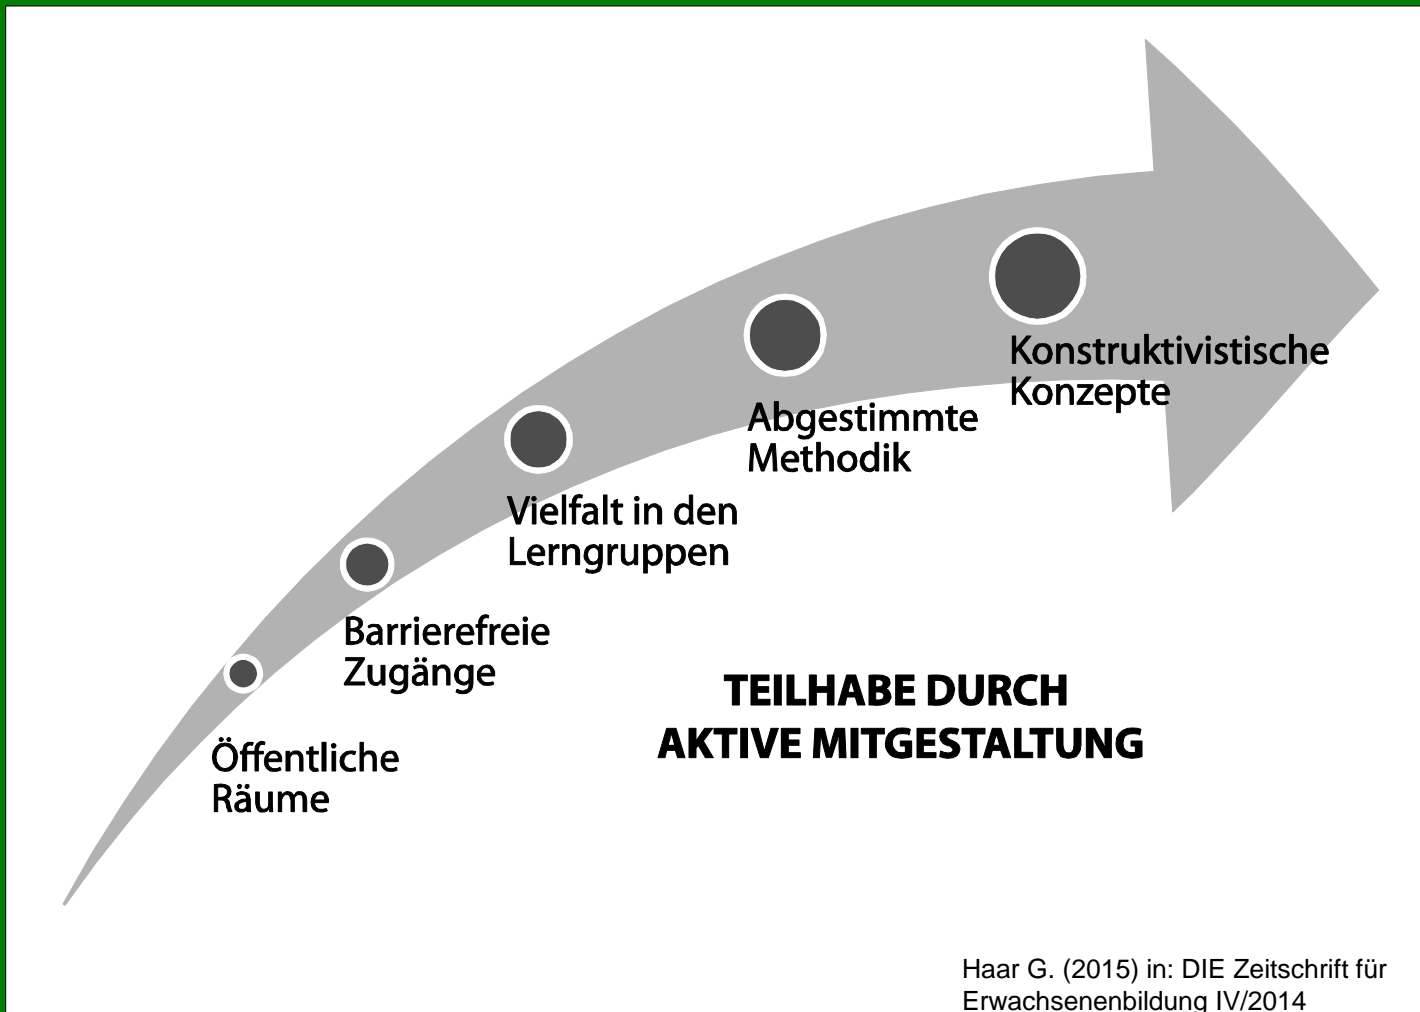 Konstruktivistische
Konzepte
Abgestimmte
Methodik
Vielfalt in den
Lerngruppen
Barrierefreie
Zugänge
TEILHABE DURCH
AKTIVE MITGESTALTUNG
Öffentliche
Räume
Haar G. (2015) in: DIE Zeitschrift für
Erwachsenenbildung IV/2014